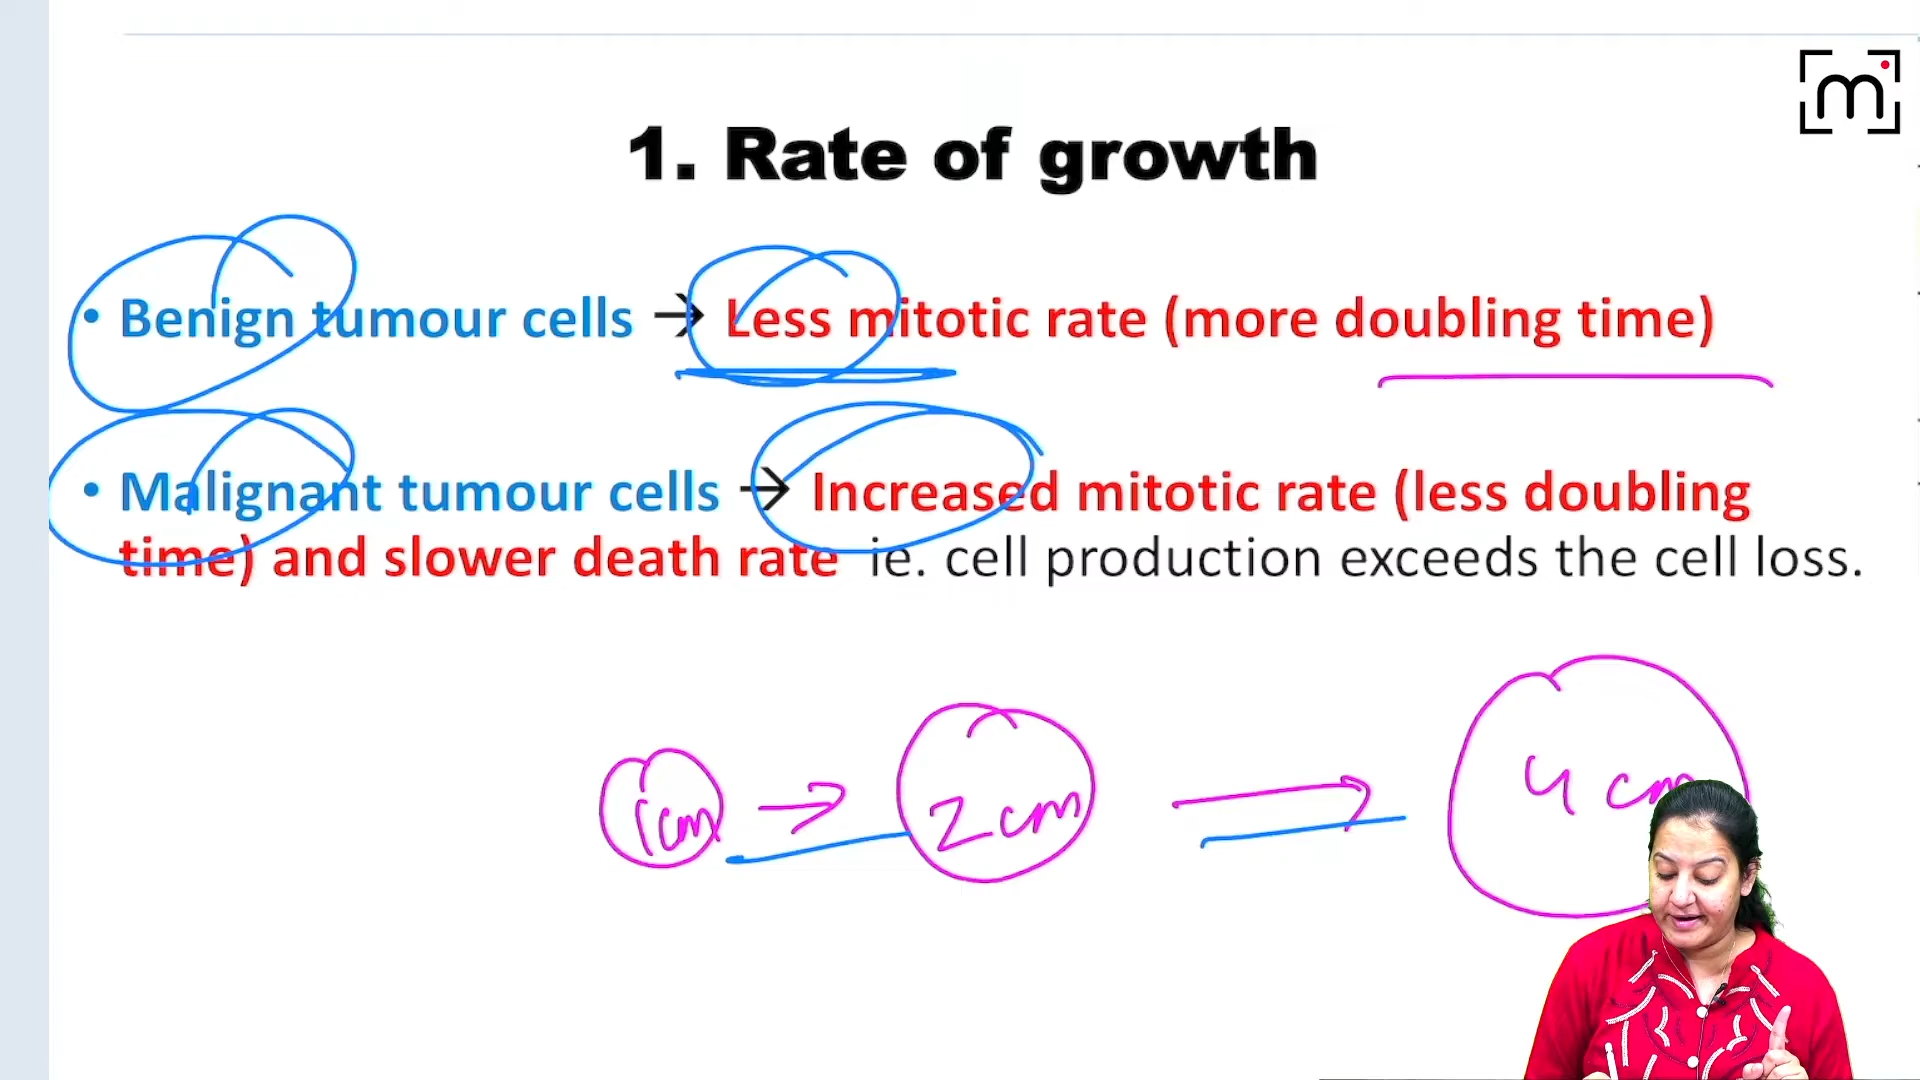 1. Rate of growth
• Benign tumour cells → Less mitotic rate (more doubling time)
• Malignant tumour cells → Increased mitotic rate (less doubling
time) and slower death rate ie. cell production exceeds the cell loss.
1cm → 2cm → 4 cm
m